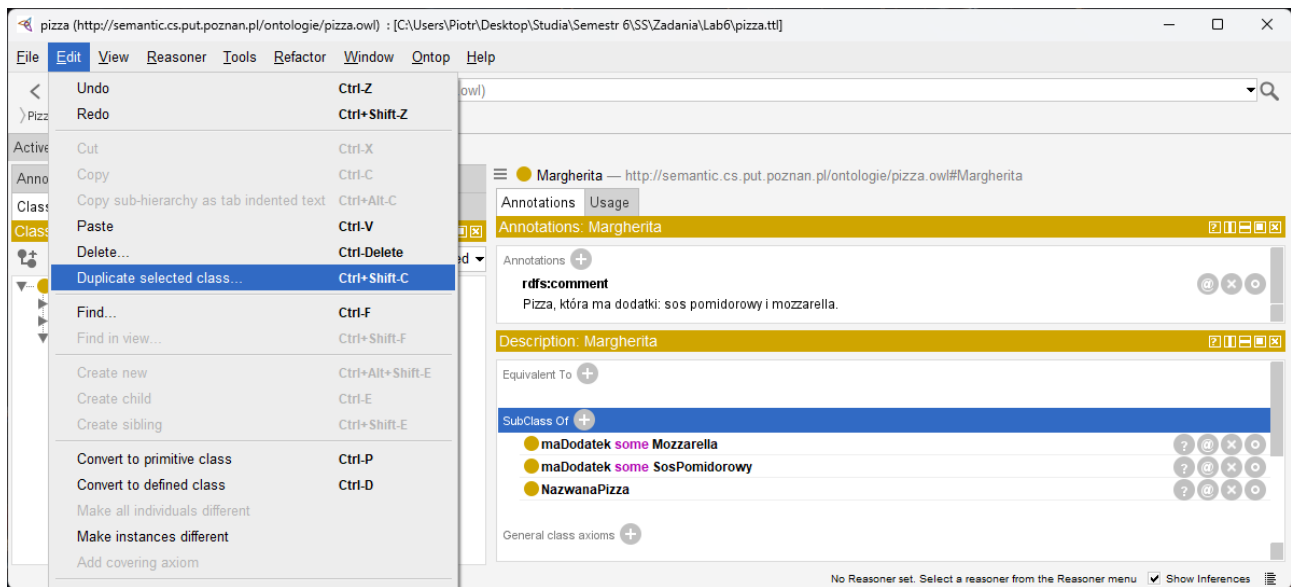 pizza (http://semantic.cs.put.poznan.pl/ontologie/pizza.owl) : [C:\Users\Piotr\Desktop\Studia\Semestr 6\SS\Zadania\Lab6\pizza.ttl]
File Edit View Reasoner Tools Refactor Window Ontop Help
owl)
Pizz
Active
Anno
Class
Class
ed
Undo Ctrl-Z
Redo Ctrl+Shift-Z
Cut Ctrl-X
Copy Ctrl-C
Copy sub-hierarchy as tab indented text Ctrl+Alt-C
Paste Ctrl-V
Delete... Ctrl-Delete
Duplicate selected class... Ctrl+Shift-C
Find... Ctrl-F
Find in view... Ctrl+Shift-F
Create new Ctrl+Alt+Shift-E
Create child Ctrl-E
Create sibling Ctrl+Shift-E
Convert to primitive class Ctrl-P
Convert to defined class Ctrl-D
Make all individuals different
Make instances different
Add covering axiom
Margherita — http://semantic.cs.put.poznan.pl/ontologie/pizza.owl#Margherita
Annotations Usage
Annotations: Margherita
Annotations
rdfs:comment
Pizza, która ma dodatki: sos pomidorowy i mozzarella.
Description: Margherita
Equivalent To
SubClass Of
maDodatek some Mozzarella
maDodatek some SosPomidorowy
NazwanaPizza
General class axioms
No Reasoner set. Select a reasoner from the Reasoner menu Show Inferences